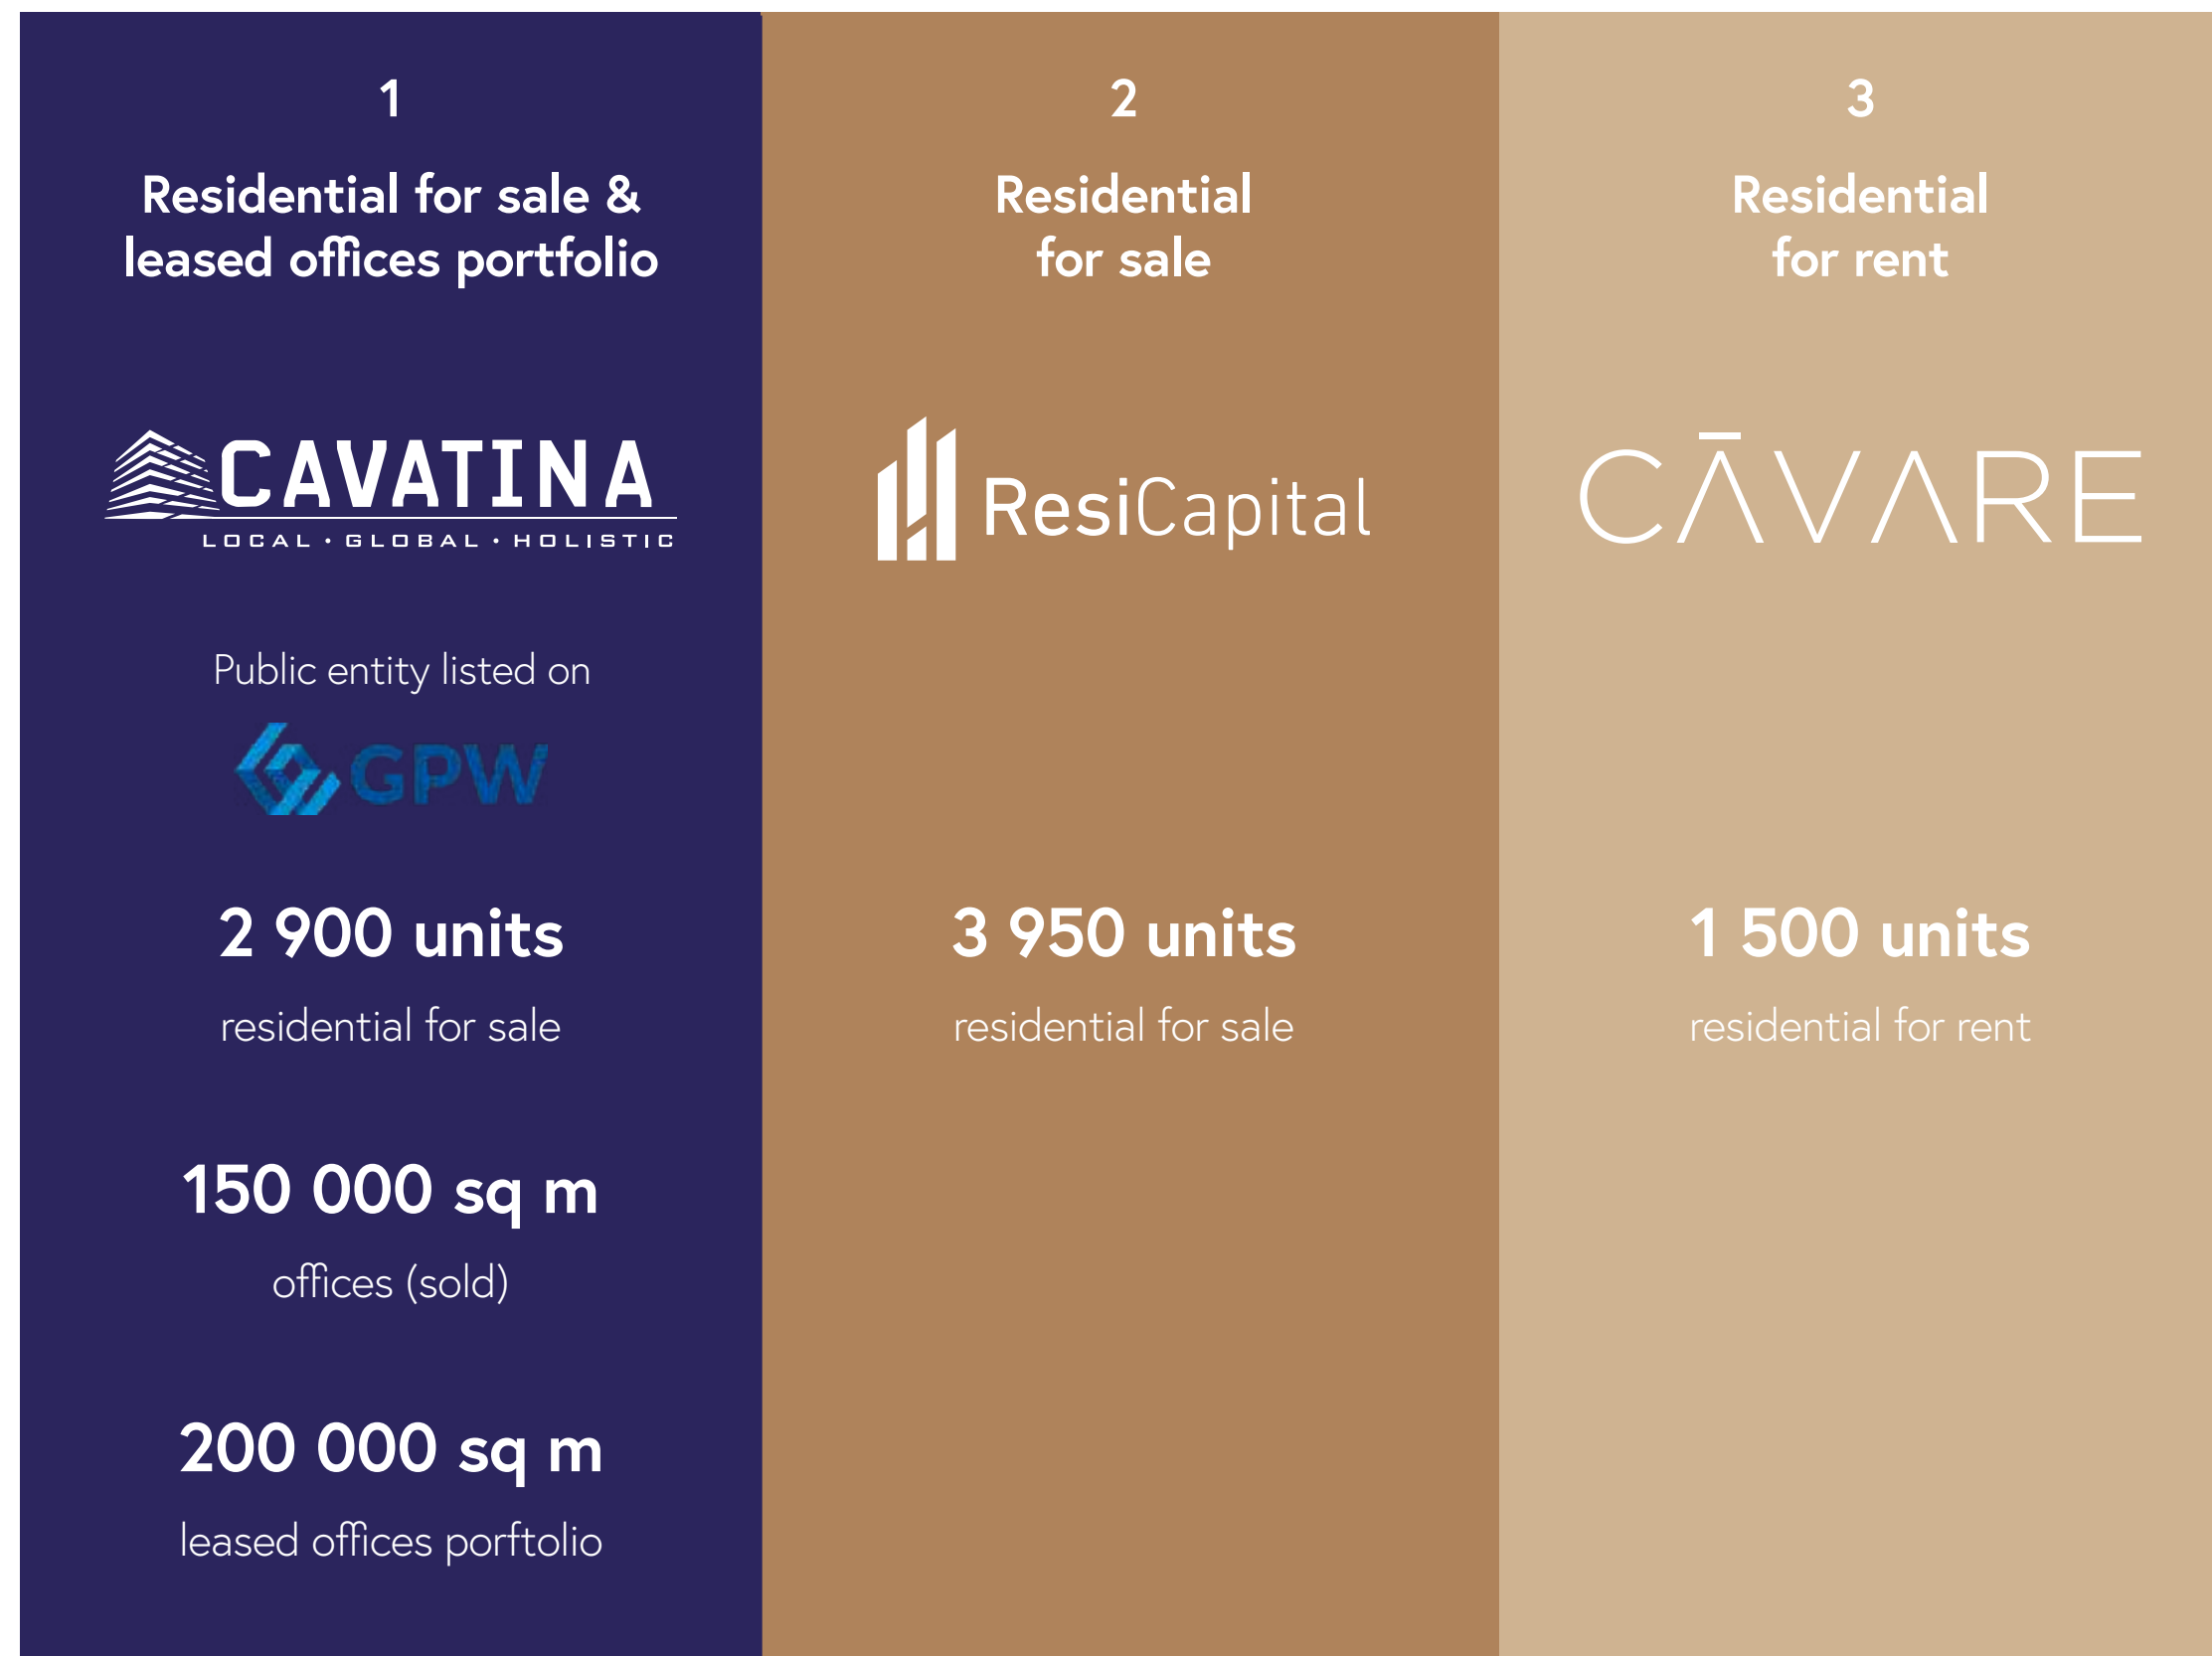 1
Residential for sale &
leased offices portfolio
CAVATINA
LOCAL • GLOBAL • HOLISTIC
Public entity listed on
GPW
2 900 units
residential for sale
150 000 sq m
offices (sold)
200 000 sq m
leased offices porftolio
2
Residential
for sale
ResiCapital
3 950 units
residential for sale
3
Residential
for rent
CĀVARE
1 500 units
residential for rent